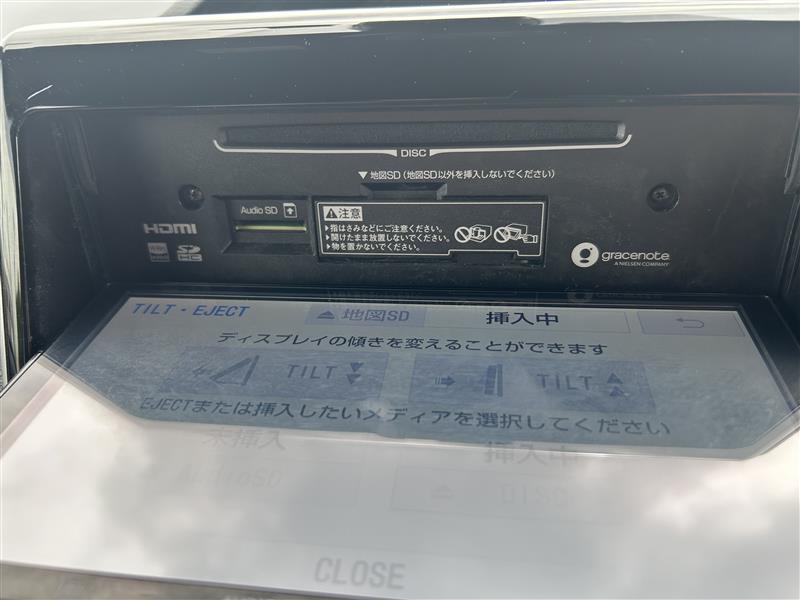 DISC
▼地図SD(地図SD以外を挿入しないでください)
Audio SD
注意
▶指はさみなどにご注意ください。
▶開けたまま放置しないでください。
▶物を置かないでください。
HDMI
SD
HC
gracenote
A NIELSEN COMPANY
TILT・EJECT
地図SD
挿入中
ディスプレイの傾きを変えることができます
TILT
TILT
EJECTまたは挿入したいメディアを選択してください
未挿入
挿入中
AUDIOSD
DISC
CLOSE